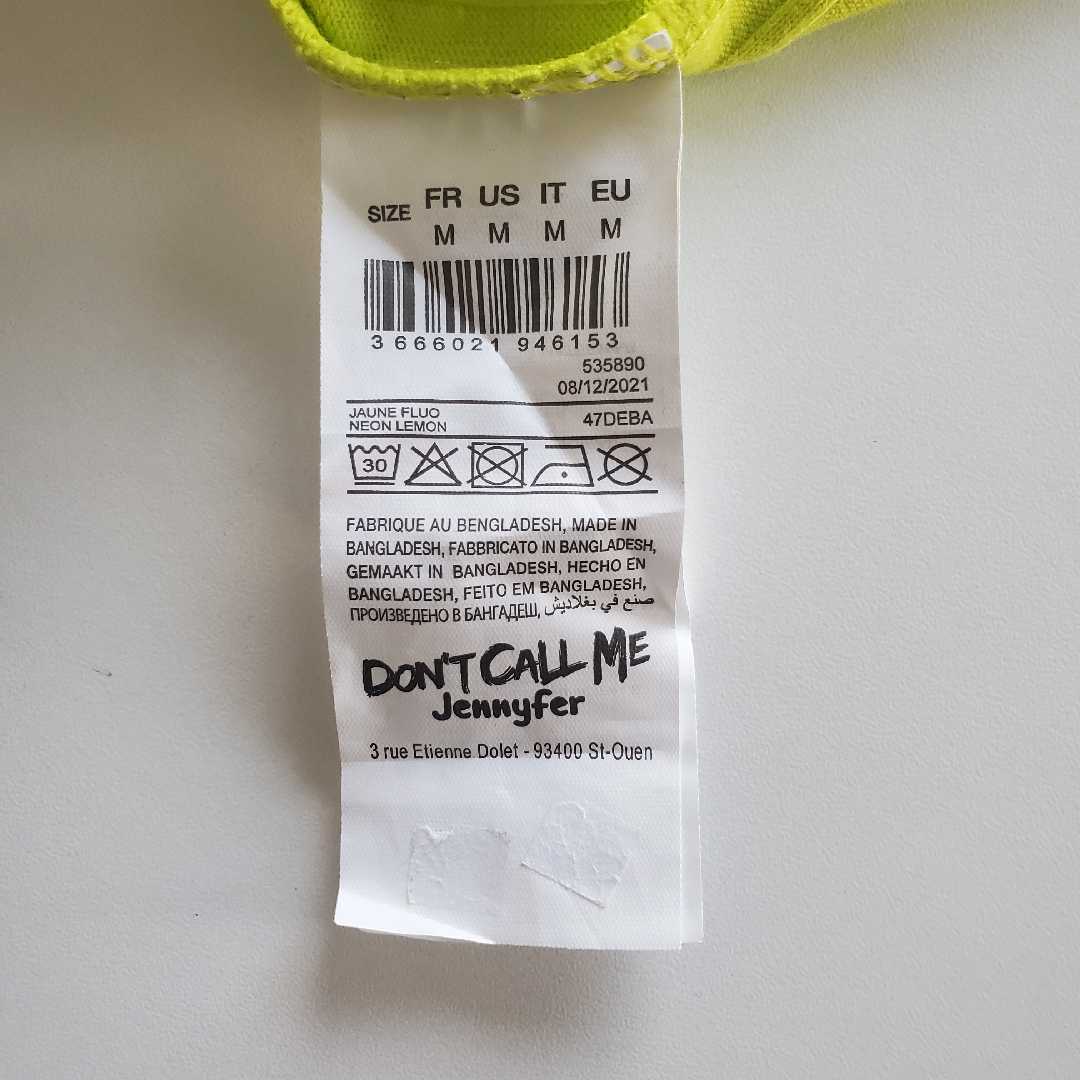 SIZE FR US IT EU
M M M M
3 666021 946153
535890
08/12/2021
JAUNE FLUO
NEON LEMON 47DEBA
30
FABRIQUE AU BENGLADESH, MADE IN
BANGLADESH, FABBRICATO IN BANGLADESH,
GEMAAKT IN BANGLADESH, HECHO EN
BANGLADESH, FEITO EM BANGLADESH,
ПРОИЗВЕДЕНО В БАНГАДЕШ, صنع في بغلاديش
DON'T CALL ME
Jennyfer
3 rue Etienne Dolet - 93400 St-Ouen